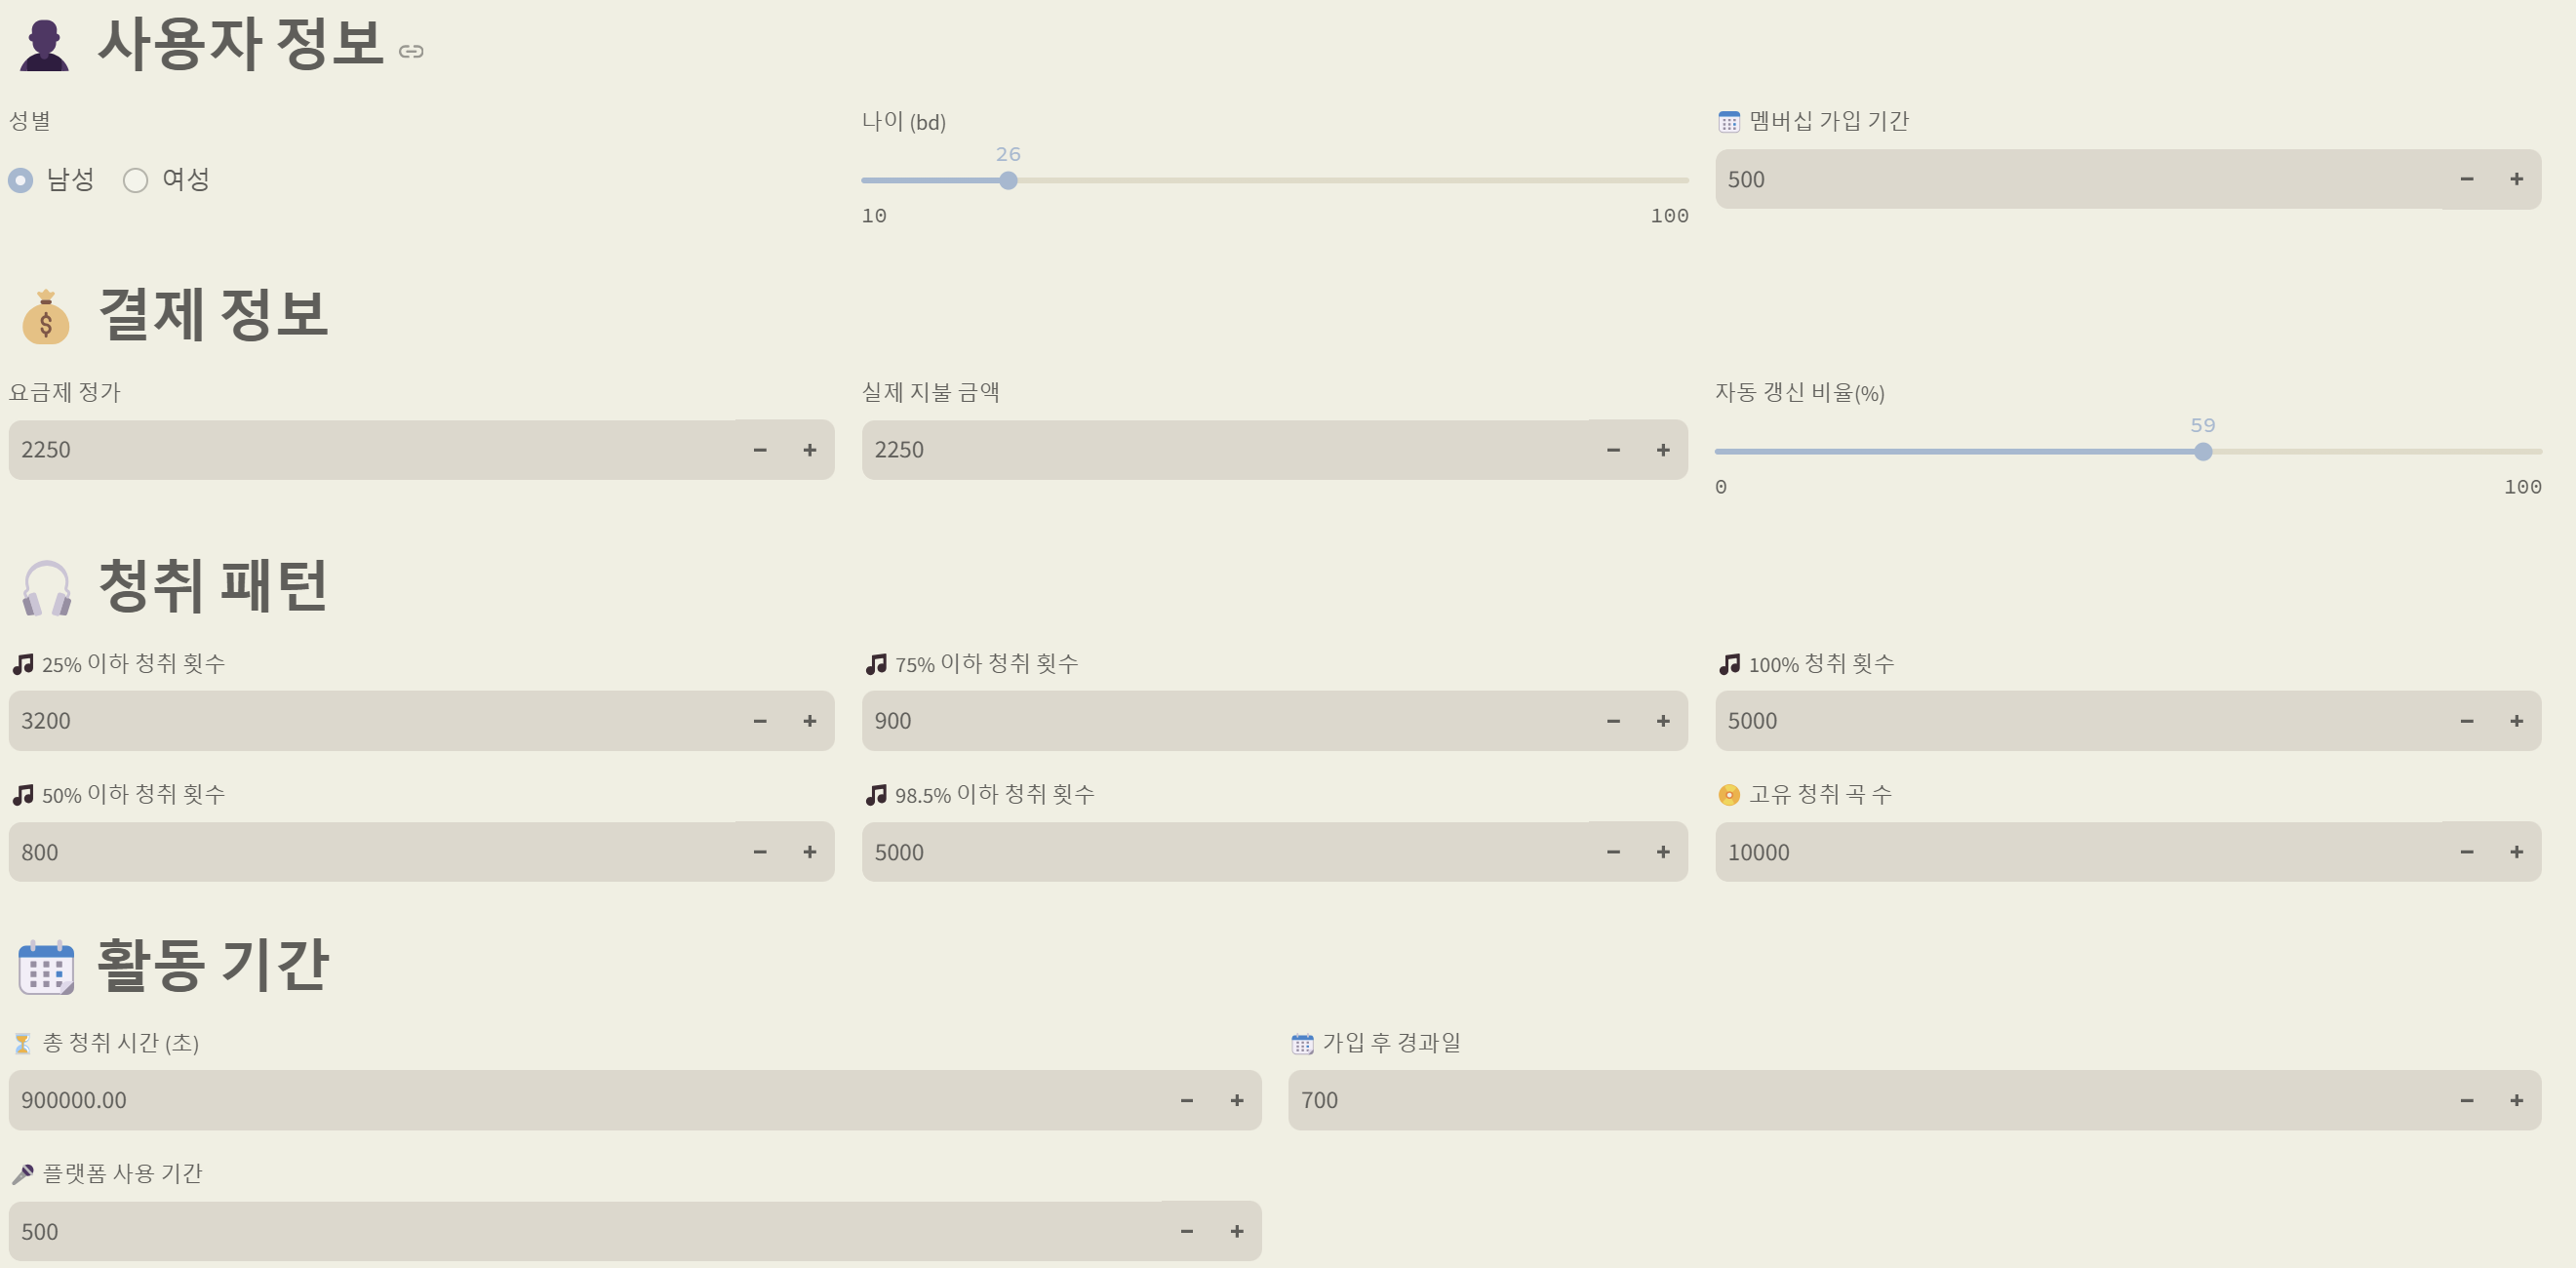 사용자 정보
성별
남성
여성
나이 (bd)
26
10
100
멤버십 가입 기간
500
결제 정보
요금제 정가
2250
실제 지불 금액
2250
자동 갱신 비율(%)
59
0
100
청취 패턴
25% 이하 청취 횟수
3200
75% 이하 청취 횟수
900
100% 청취 횟수
5000
50% 이하 청취 횟수
800
98.5% 이하 청취 횟수
5000
고유 청취 곡 수
10000
활동 기간
총 청취 시간 (초)
900000.00
가입 후 경과일
700
플랫폼 사용 기간
500